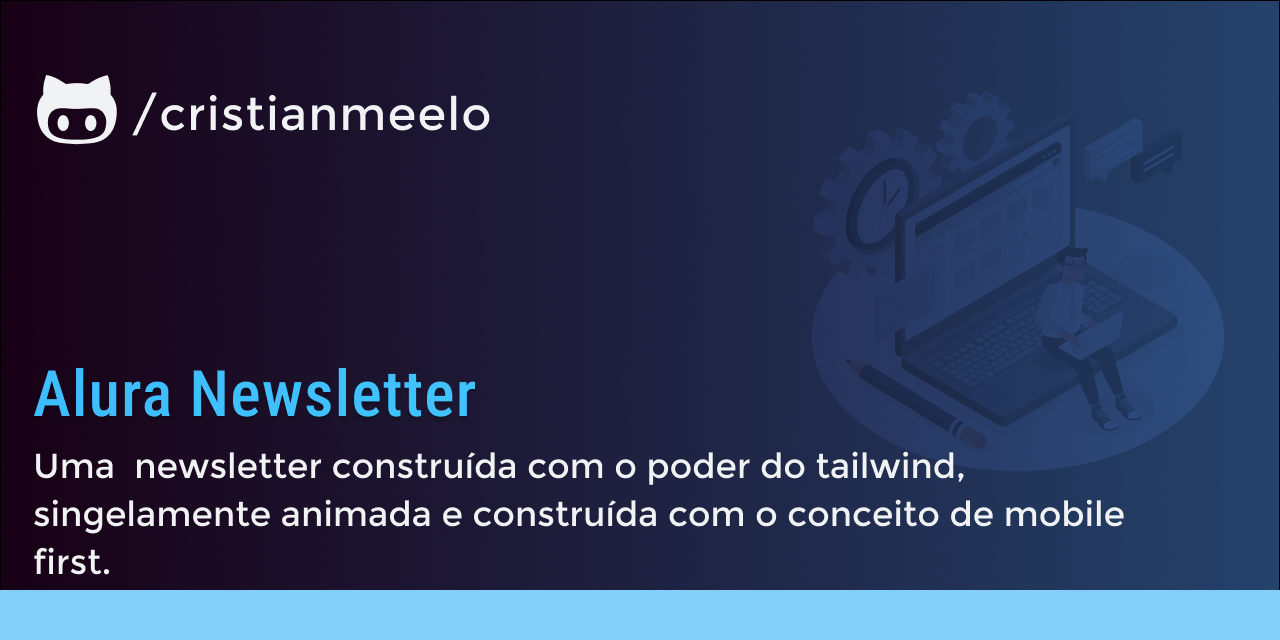 /cristianmeelo
Alura Newsletter
Uma  newsletter construída com o poder do tailwind,
singelamente animada e construída com o conceito de mobile
first.